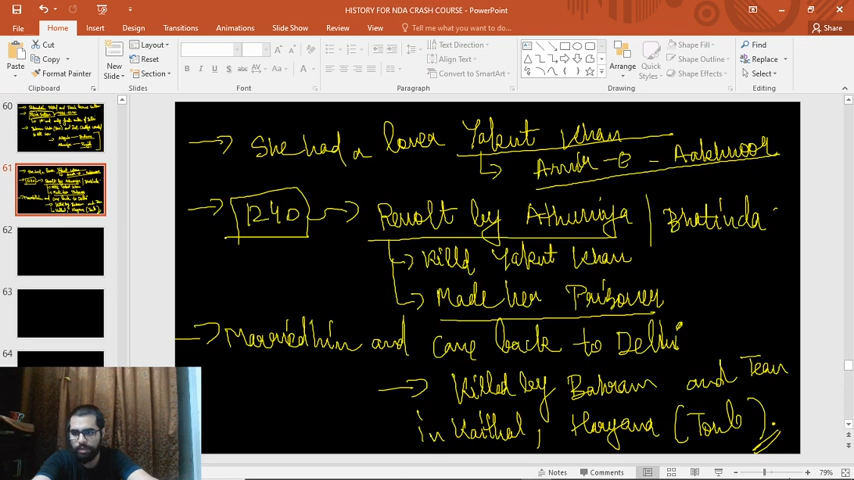 HISTORY FOR NDA CRASH COURSE - PowerPoint
File Home Insert Design Transitions Animations Slide Show Review View Tell me what you want to do... Share
Cut
Copy
Format Painter
Paste
New Slide
Layout
Reset
Section
Text Direction
Align Text
Convert to SmartArt
Arrange
Quick Styles
Shape Fill
Shape Outline
Shape Effects
Find
Replace
Select
Clipboard Slides Font Paragraph Drawing Editing
60
61
62
63
64
→ She had a lover Yakut Khan
↳ Amir-e-Aakhnoor
→ 1240 → Revolt by Athuniya | Bhatinda
→ Killd Yakut Khan
→ Made her Prisoner
→ Married him and came back to Delhi
→ Killed by Bahram and Team
in Kaithal, Haryana (Tomb).
Notes Comments 79%